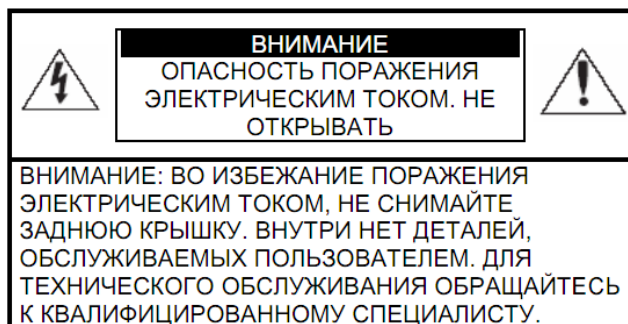 ВНИМАНИЕ
ОПАСНОСТЬ ПОРАЖЕНИЯ
ЭЛЕКТРИЧЕСКИМ ТОКОМ. НЕ
ОТКРЫВАТЬ
ВНИМАНИЕ: ВО ИЗБЕЖАНИЕ ПОРАЖЕНИЯ
ЭЛЕКТРИЧЕСКИМ ТОКОМ, НЕ СНИМАЙТЕ
ЗАДНЮЮ КРЫШКУ. ВНУТРИ НЕТ ДЕТАЛЕЙ,
ОБСЛУЖИВАЕМЫХ ПОЛЬЗОВАТЕЛЕМ. ДЛЯ
ТЕХНИЧЕСКОГО ОБСЛУЖИВАНИЯ ОБРАЩАЙТЕСЬ
К КВАЛИФИЦИРОВАННОМУ СПЕЦИАЛИСТУ.